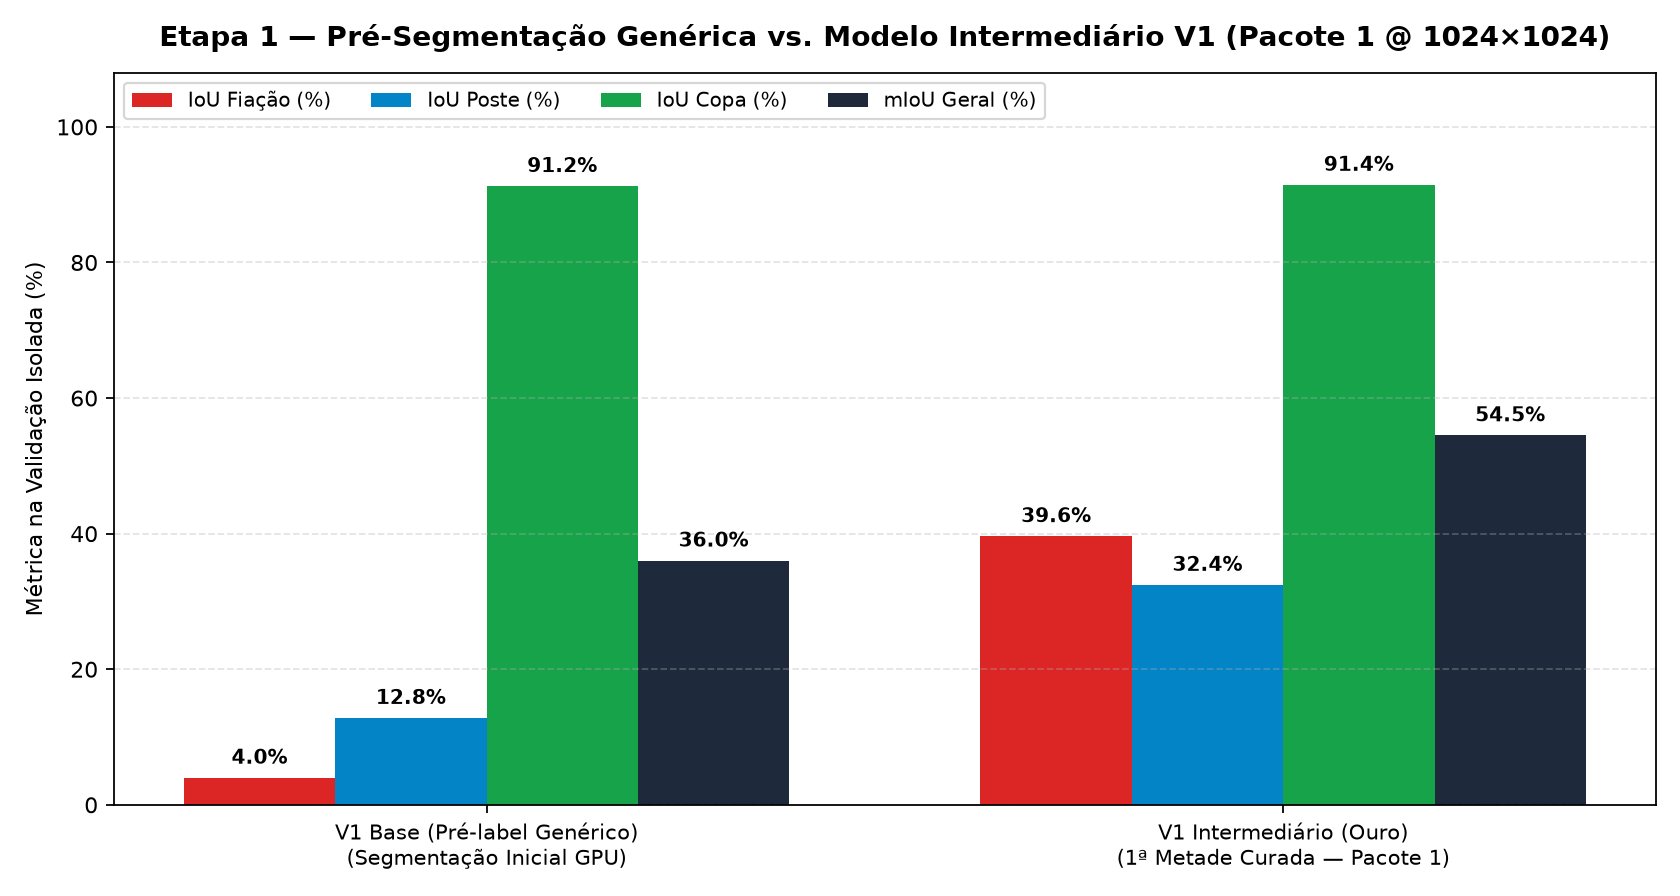 Etapa 1 — Pré-Segmentação Genérica vs. Modelo Intermediário V1 (Pacote 1 @ 1024×1024)
IoU Fiação (%)
IoU Poste (%)
IoU Copa (%)
mIoU Geral (%)
Métrica na Validação Isolada (%)
100
80
60
40
20
0
4.0%
12.8%
91.2%
36.0%
39.6%
32.4%
91.4%
54.5%
V1 Base (Pré-label Genérico)
(Segmentação Inicial GPU)
V1 Intermediário (Ouro)
(1ª Metade Curada — Pacote 1)